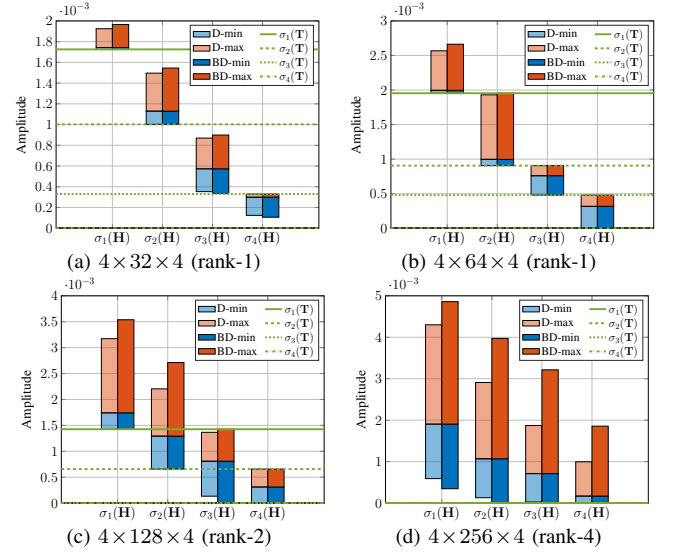 ·10⁻³
2
1.8
1.6
1.4
1.2
1
0.8
0.6
0.4
0.2
0
Amplitude
D-min
D-max
BD-min
BD-max
σ₁(T)
σ₂(T)
σ₃(T)
σ₄(T)
σ₁(H) σ₂(H) σ₃(H) σ₄(H)
(a) 4×32×4 (rank-1)
·10⁻³
3
2.5
2
1.5
1
0.5
0
Amplitude
D-min
D-max
BD-min
BD-max
σ₁(T)
σ₂(T)
σ₃(T)
σ₄(T)
σ₁(H) σ₂(H) σ₃(H) σ₄(H)
(b) 4×64×4 (rank-1)
·10⁻³
4
3.5
3
2.5
2
1.5
1
0.5
0
Amplitude
D-min
D-max
BD-min
BD-max
σ₁(T)
σ₂(T)
σ₃(T)
σ₄(T)
σ₁(H) σ₂(H) σ₃(H) σ₄(H)
(c) 4×128×4 (rank-2)
·10⁻³
5
4
3
2
1
0
Amplitude
D-min
D-max
BD-min
BD-max
σ₁(T)
σ₂(T)
σ₃(T)
σ₄(T)
σ₁(H) σ₂(H) σ₃(H) σ₄(H)
(d) 4×256×4 (rank-4)